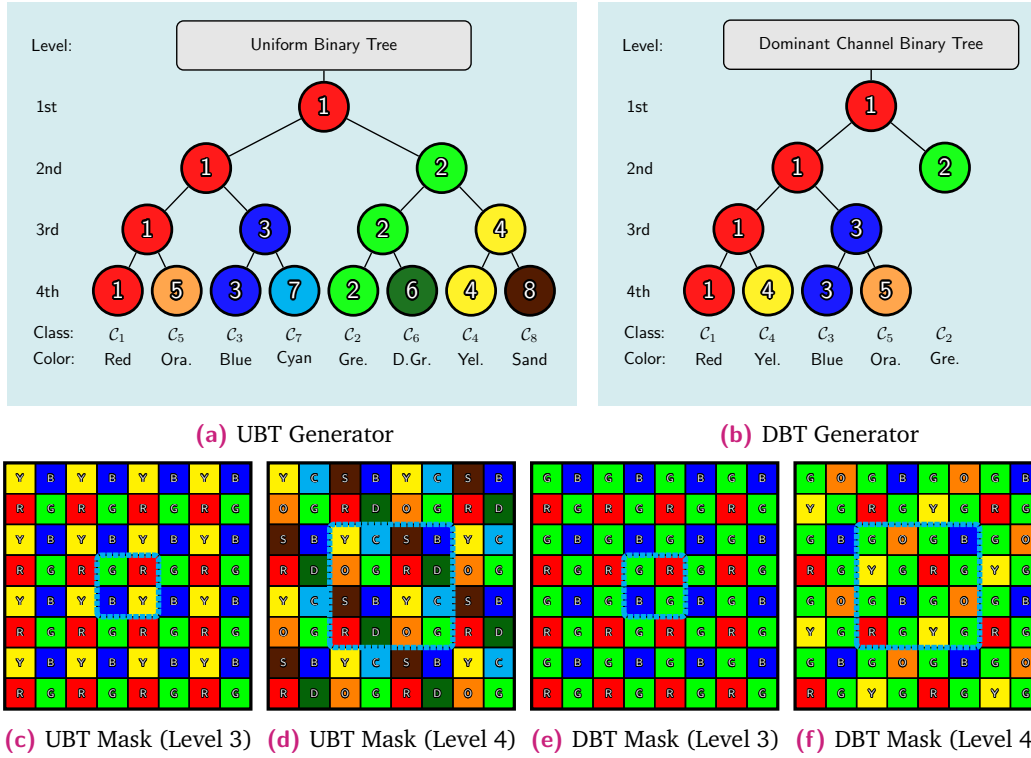 Level:
Uniform Binary Tree
1st
1
2nd
1 2
3rd
1 3 2 4
4th
1 5 3 7 2 6 4 8
Class: C1 C5 C3 C7 C2 C6 C4 C8
Color: Red Ora. Blue Cyan Gre. D.Gr. Yel. Sand
(a) UBT Generator
Level:
Dominant Channel Binary Tree
1st
1
2nd
1 2
3rd
1 3
4th
1 4 3 5
Class: C1 C4 C3 C5 C2
Color: Red Yel. Blue Ora. Gre.
(b) DBT Generator
Y B Y B Y B Y B
R G R G R G R G
Y B Y B Y B Y B
R G R G R G R G
Y B Y B Y B Y B
R G R G R G R G
Y B Y B Y B Y B
R G R G R G R G
(c) UBT Mask (Level 3)
Y C S B Y C S B
O G R D O G R D
S B Y C S B Y C
R D O G R D O G
Y C S B Y C S B
O G R D O G R D
S B Y C S B Y C
R D O G R D O G
(d) UBT Mask (Level 4)
G B G B G B G B
R G R G R G R G
G B G B G B G B
R G R G R G R G
G B G B G B G B
R G R G R G R G
G B G B G B G B
R G R G R G R G
(e) DBT Mask (Level 3)
G O G B G O G B
Y G R G Y G R G
G B G O G B G O
R G Y G R G Y G
G O G B G O G B
Y G R G Y G R G
G B G O G B G O
R G Y G R G Y G
(f) DBT Mask (Level 4